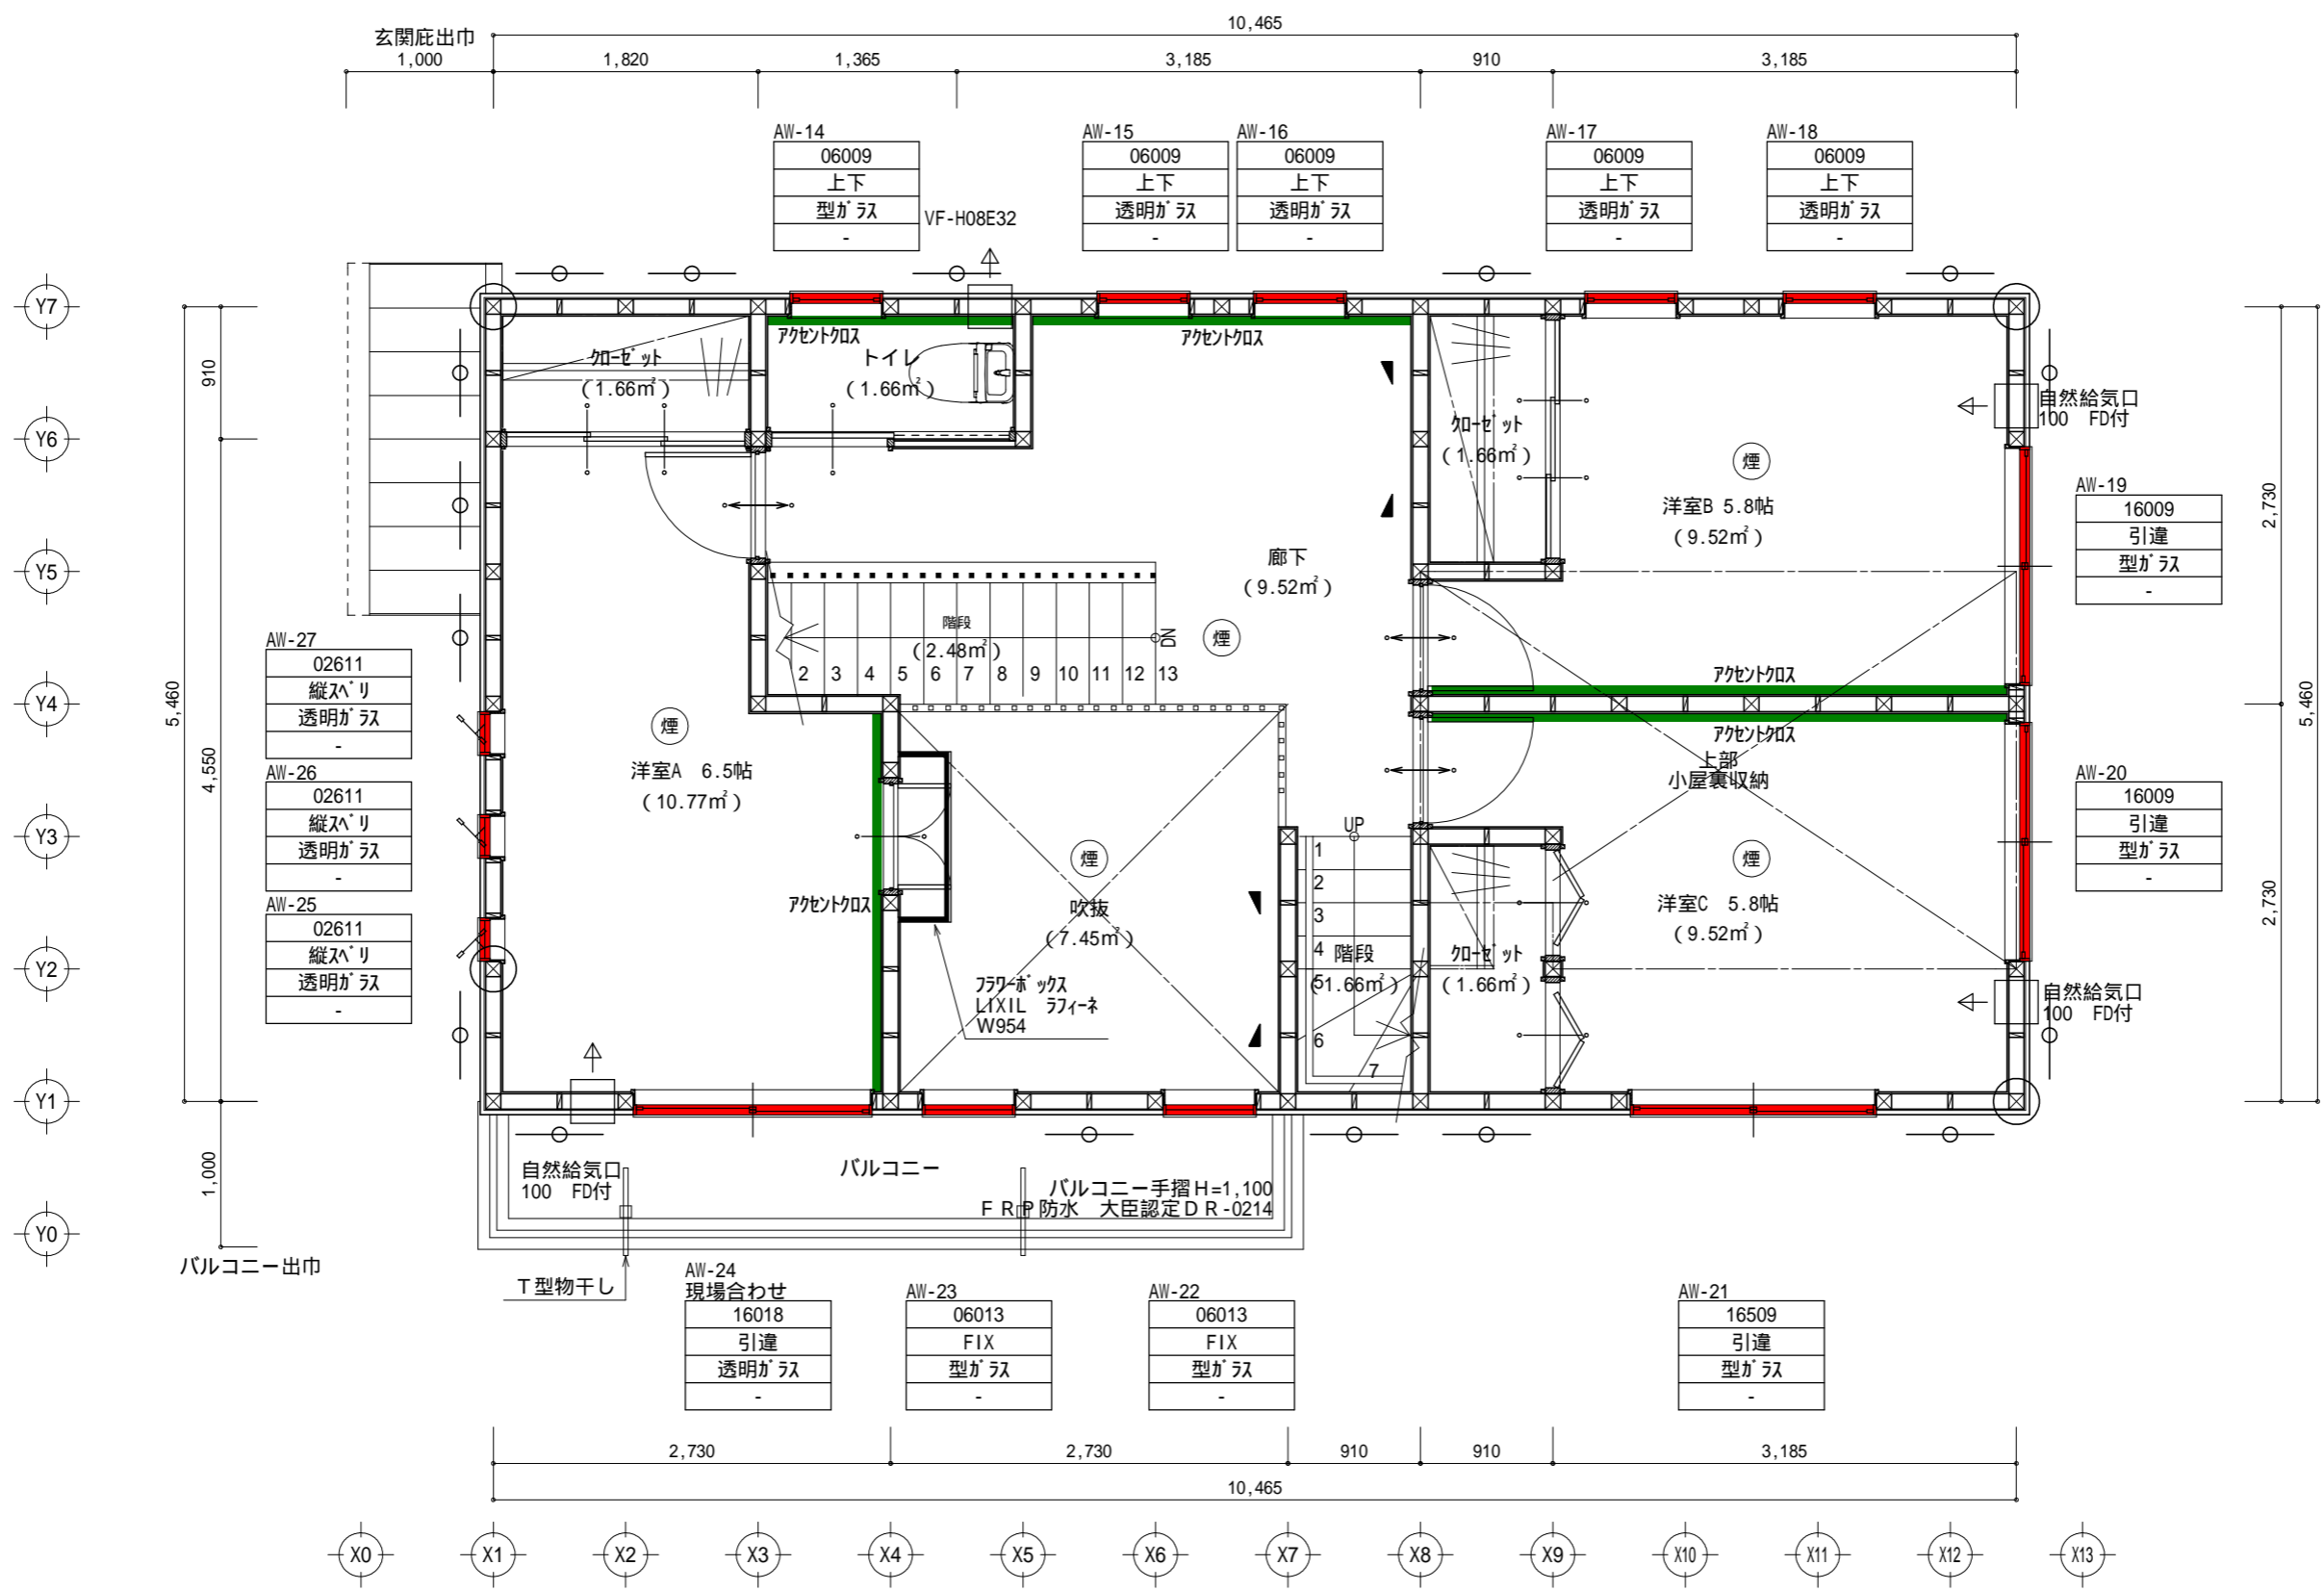 10,465
玄関庇出巾
1,000
1,820
1,365
3,185
910
3,185
AW-14
06009
上下
型ガラス
-
VF-H08E32
AW-15
06009
上下
透明ガラス
-
AW-16
06009
上下
透明ガラス
-
AW-17
06009
上下
透明ガラス
-
AW-18
06009
上下
透明ガラス
-
Y7
Y6
Y5
Y4
Y3
Y2
Y1
Y0
5,460
910
4,550
1,000
バルコニー出巾
クローゼット
(1.66㎡)
アクセントクロス
トイレ
(1.66㎡)
アクセントクロス
クローゼット
(1.66㎡)
煙
洋室B 5.8帖
(9.52㎡)
自然給気口
100 FD付
AW-19
16009
引違
型ガラス
-
2,730
5,460
2,730
廊下
(9.52㎡)
階段
(2.48㎡)
煙
DN
2 3 4 5 6 7 8 9 10 11 12 13
AW-27
02611
縦スベリ
透明ガラス
-
AW-26
02611
縦スベリ
透明ガラス
-
AW-25
02611
縦スベリ
透明ガラス
-
煙
洋室A 6.5帖
(10.77㎡)
アクセントクロス
アクセントクロス
アクセントクロス
上部
小屋裏収納
AW-20
16009
引違
型ガラス
-
煙
吹抜
(7.45㎡)
フラワーボックス
LIXIL ラフィーネ
W954
UP
1
2
3
4
5
6
7
階段
(1.66㎡)
クローゼット
(1.66㎡)
煙
洋室C 5.8帖
(9.52㎡)
自然給気口
100 FD付
自然給気口
100 FD付
バルコニー
バルコニー手摺H=1,100
FRP防水 大臣認定DR-0214
T型物干し
AW-24
現場合わせ
16018
引違
透明ガラス
-
AW-23
06013
FIX
型ガラス
-
AW-22
06013
FIX
型ガラス
-
AW-21
16509
引違
型ガラス
-
2,730
2,730
910
910
3,185
10,465
X0
X1
X2
X3
X4
X5
X6
X7
X8
X9
X10
X11
X12
X13